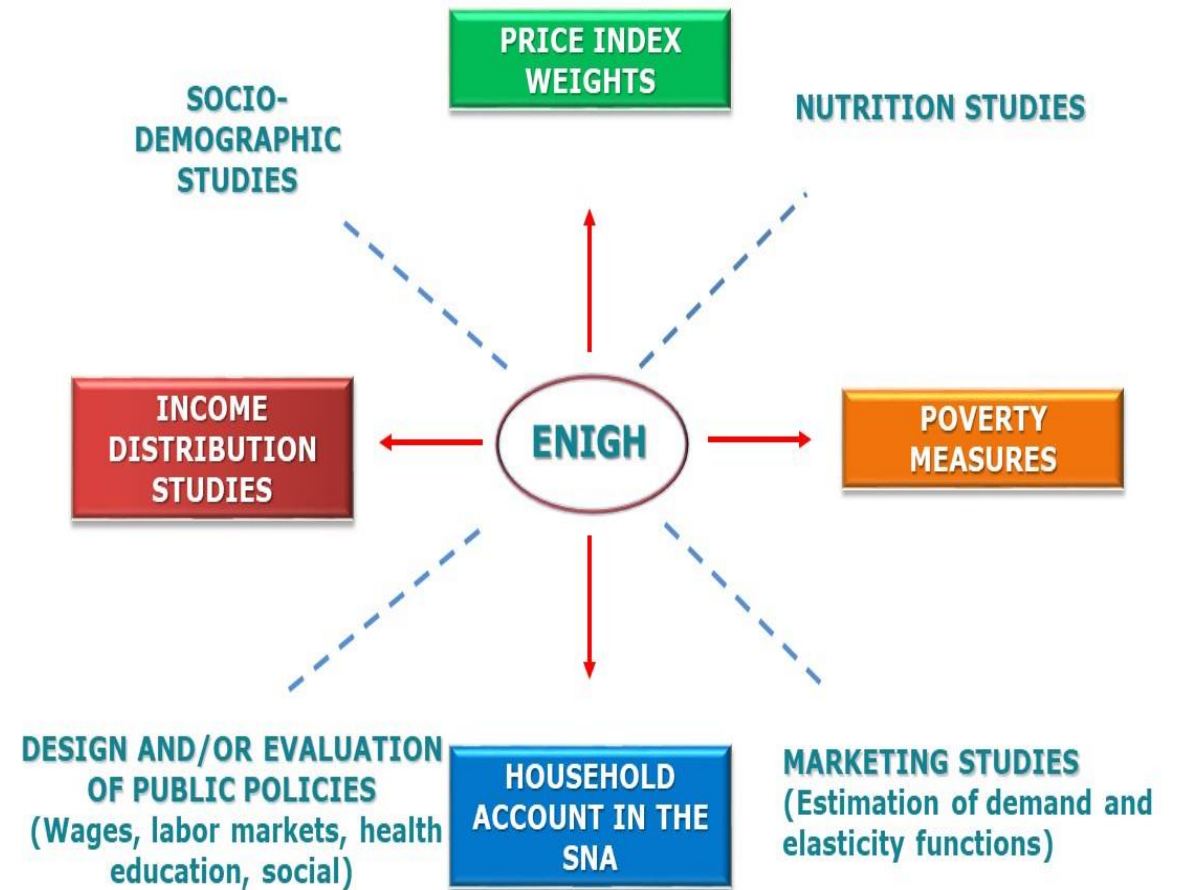 PRICE INDEX
WEIGHTS
SOCIO-
DEMOGRAPHIC
STUDIES
NUTRITION STUDIES
INCOME
DISTRIBUTION
STUDIES
ENIGH
POVERTY
MEASURES
DESIGN AND/OR EVALUATION
OF PUBLIC POLICIES
(Wages, labor markets, health
education, social)
HOUSEHOLD
ACCOUNT IN THE
SNA
MARKETING STUDIES
(Estimation of demand and
elasticity functions)